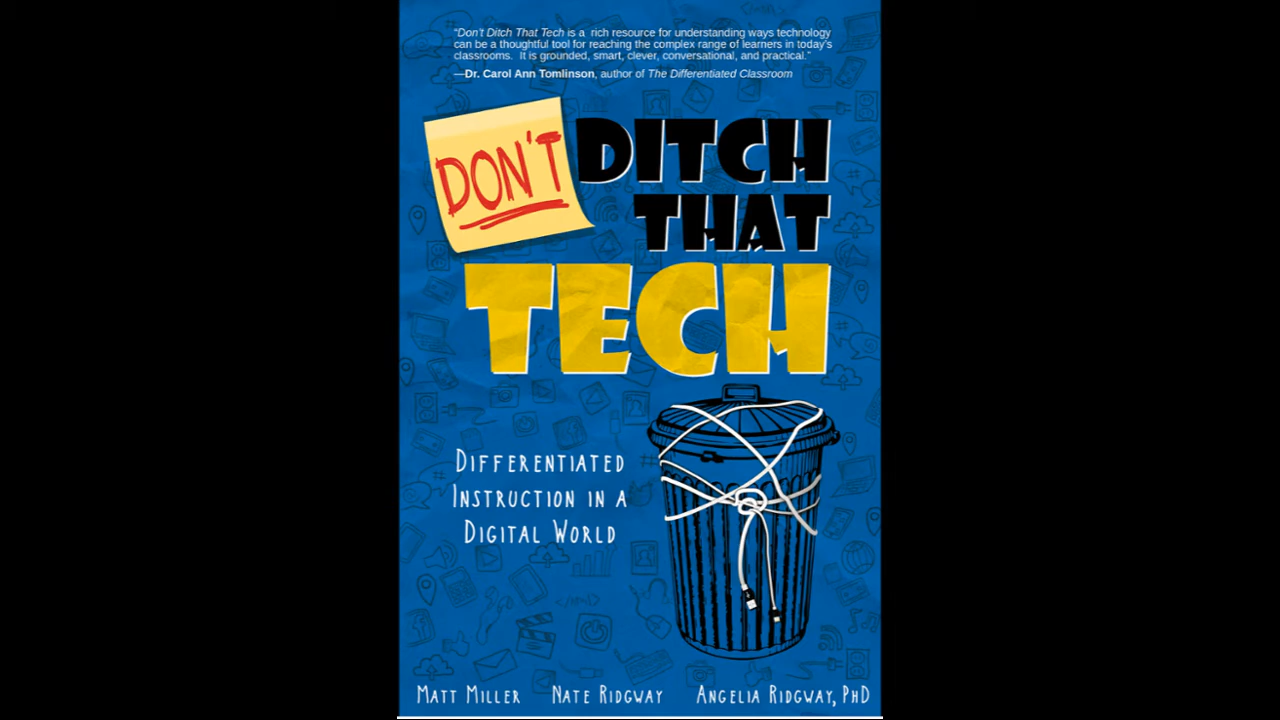 “Don’t Ditch That Tech is a rich resource for understanding ways technology
can be a thoughtful tool for reaching the complex range of learners in today’s
classrooms. It is grounded, smart, clever, conversational, and practical.”
—Dr. Carol Ann Tomlinson, author of The Differentiated Classroom
DON'T DITCH
THAT
TECH
DIFFERENTIATED
INSTRUCTION IN A
DIGITAL WORLD
MATT MILLER NATE RIDGWAY ANGELIA RIDGWAY, PHD